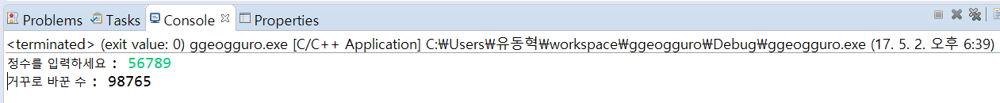 Problems Tasks Console Properties
<terminated> (exit value: 0) ggeogguro.exe [C/C++ Application] C:₩Users₩유동혁₩workspace₩ggeogguro₩Debug₩ggeogguro.exe (17. 5. 2. 오후 6:39)
정수를 입력하세요 : 56789
거꾸로 바꾼 수 : 98765